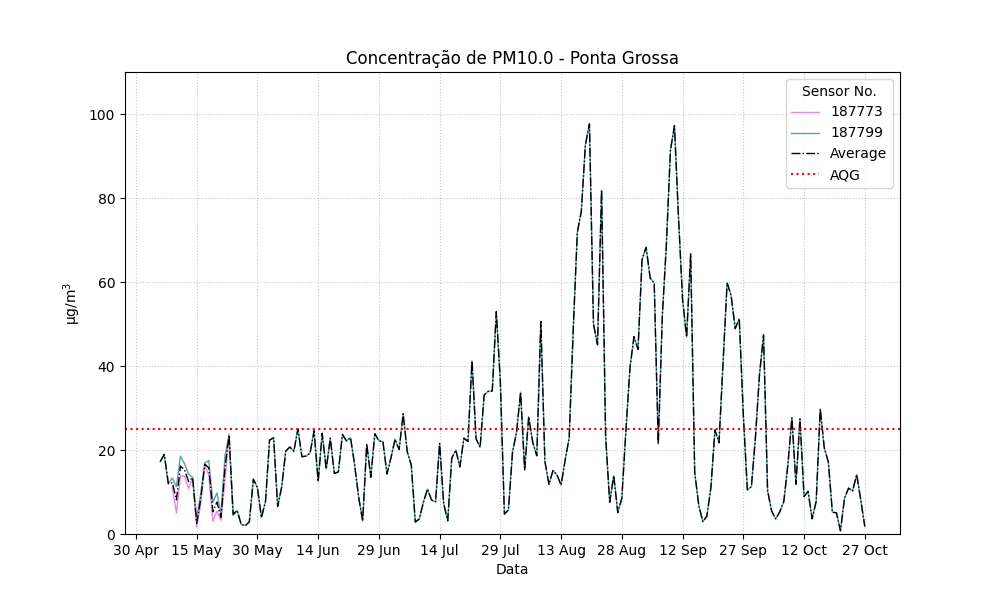 Concentração de PM10.0 - Ponta Grossa
Sensor No.
187773
187799
Average
AQG
100
80
60
40
20
0
µg/m³
30 Apr 15 May 30 May 14 Jun 29 Jun 14 Jul 29 Jul 13 Aug 28 Aug 12 Sep 27 Sep 12 Oct 27 Oct
Data